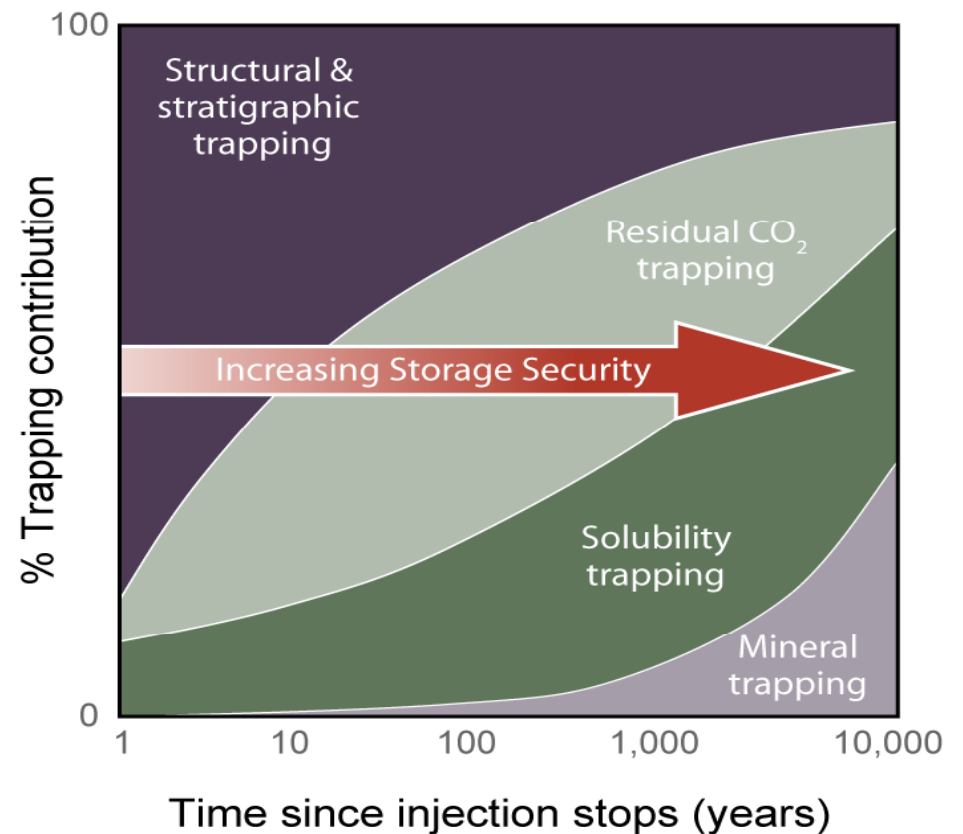 100
Structural &
stratigraphic
trapping
Residual CO₂
trapping
% Trapping contribution
Increasing Storage Security
Solubility
trapping
Mineral
trapping
0
1 10 100 1,000 10,000
Time since injection stops (years)